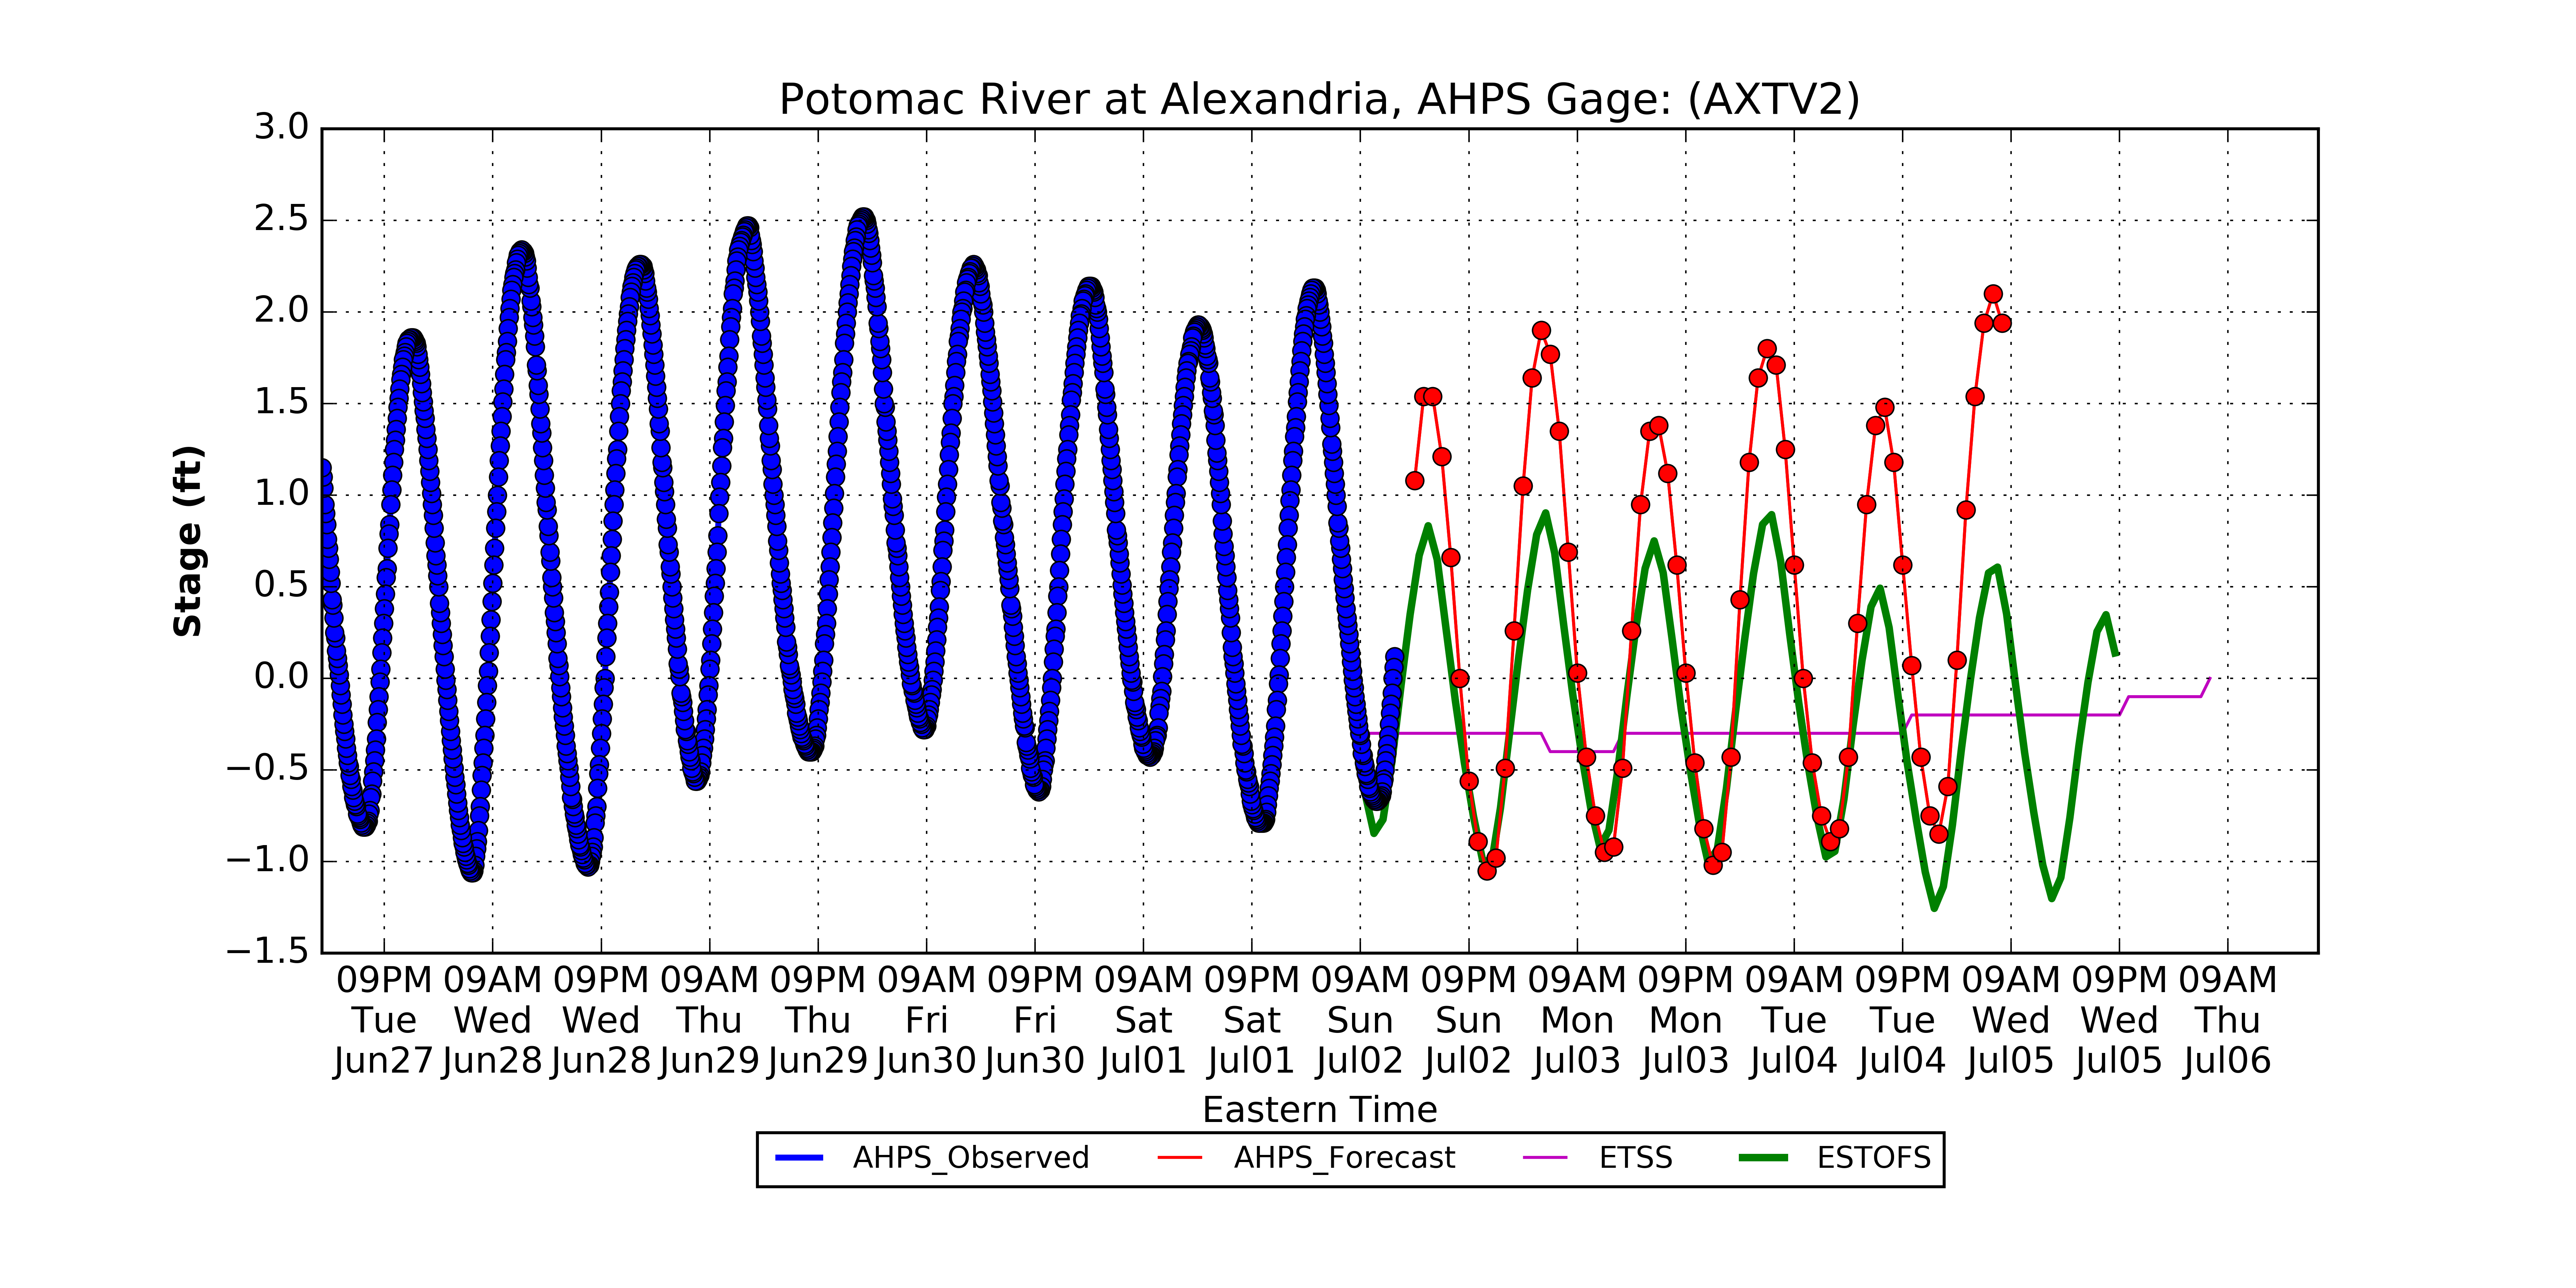 Potomac River at Alexandria, AHPS Gage: (AXTV2)
3.0
2.5
2.0
1.5
1.0
0.5
0.0
−0.5
−1.0
−1.5
Stage (ft)
09PM 09AM 09PM 09AM 09PM 09AM 09PM 09AM 09PM 09AM 09PM 09AM 09PM 09AM 09PM 09AM 09PM 09AM
Tue Wed Wed Thu Thu Fri Fri Sat Sat Sun Sun Mon Mon Tue Tue Wed Wed Thu
Jun27 Jun28 Jun28 Jun29 Jun29 Jun30 Jun30 Jul01 Jul01 Jul02 Jul02 Jul03 Jul03 Jul04 Jul04 Jul05 Jul05 Jul06
Eastern Time
AHPS_Observed AHPS_Forecast ETSS ESTOFS